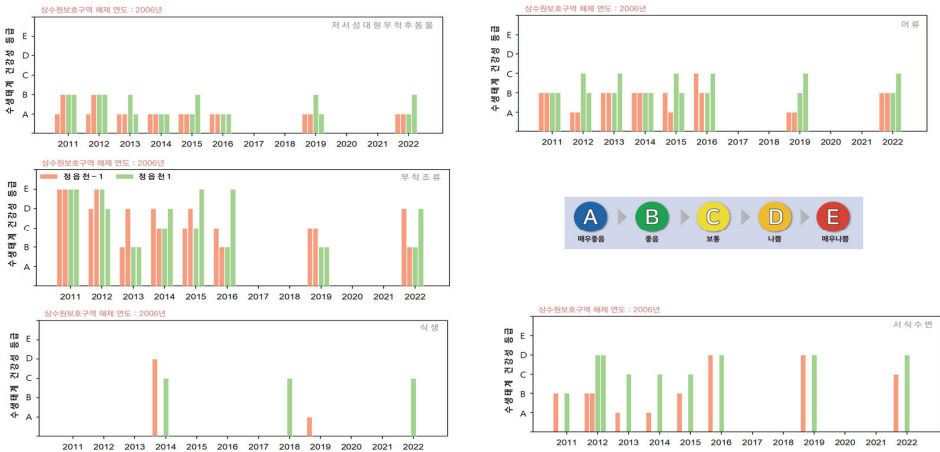 상수원보호구역 해제 연도 : 2006년
저서성대형무척추동물
수생태계 건강성 등급
E
D
C
B
A
2011 2012 2013 2014 2015 2016 2017 2018 2019 2020 2021 2022
상수원보호구역 해제 연도 : 2006년
어류
수생태계 건강성 등급
E
D
C
B
A
2011 2012 2013 2014 2015 2016 2017 2018 2019 2020 2021 2022
상수원보호구역 해제 연도 : 2006년
정읍천-1 정읍천1
부착조류
수생태계 건강성 등급
E
D
C
B
A
2011 2012 2013 2014 2015 2016 2017 2018 2019 2020 2021 2022
A B C D E
매우좋음 좋음 보통 나쁨 매우나쁨
상수원보호구역 해제 연도 : 2006년
식생
수생태계 건강성 등급
E
D
C
B
A
2011 2012 2013 2014 2015 2016 2017 2018 2019 2020 2021 2022
상수원보호구역 해제 연도 : 2006년
서식수변
수생태계 건강성 등급
E
D
C
B
A
2011 2012 2013 2014 2015 2016 2017 2018 2019 2020 2021 2022